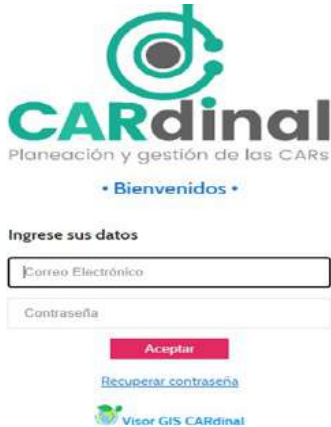 CARdinal
Planeación y gestión de las CARs
• Bienvenidos •
Ingrese sus datos
Correo Electrónico
Contraseña
Aceptar
Recuperar contraseña
Visor GIS CARdinal